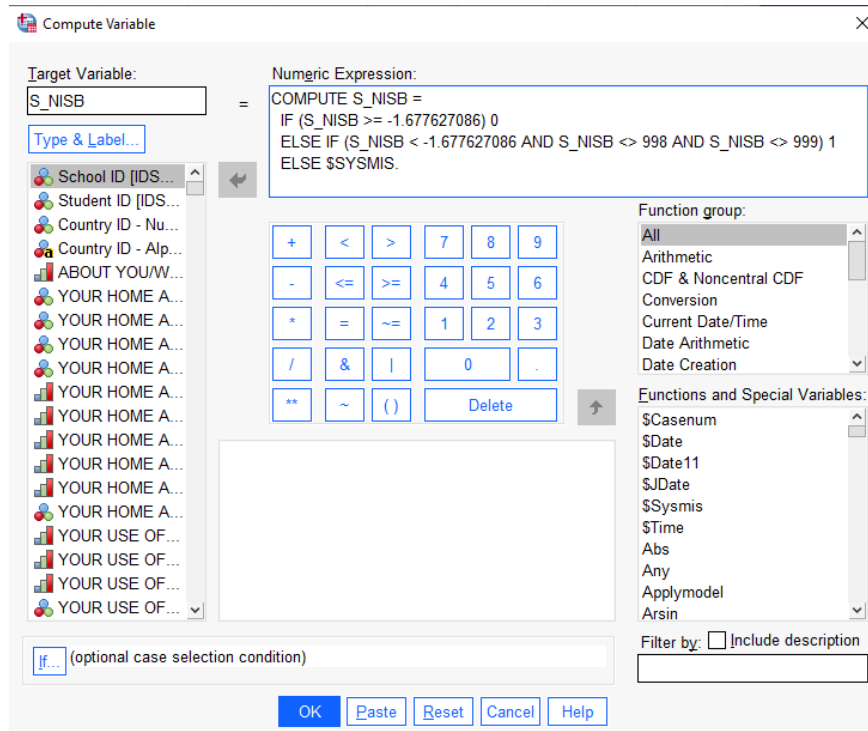 Compute Variable
Target Variable:
S_NISB
=
Numeric Expression:
COMPUTE S_NISB =
IF (S_NISB >= -1.677627086) 0
ELSE IF (S_NISB < -1.677627086 AND S_NISB <> 998 AND S_NISB <> 999) 1
ELSE $SYSMIS.
Type & Label...
School ID [IDS...
Student ID [IDS...
Country ID - Nu...
Country ID - Alp...
ABOUT YOU/W...
YOUR HOME A...
YOUR HOME A...
YOUR HOME A...
YOUR HOME A...
YOUR HOME A...
YOUR HOME A...
YOUR HOME A...
YOUR HOME A...
YOUR HOME A...
YOUR HOME A...
YOUR USE OF...
YOUR USE OF...
YOUR USE OF...
YOUR USE OF...
+ < > 7 8 9
- <= >= 4 5 6
* = ~= 1 2 3
/ & | 0 .
** ~ ( ) Delete
Function group:
All
Arithmetic
CDF & Noncentral CDF
Conversion
Current Date/Time
Date Arithmetic
Date Creation
Functions and Special Variables:
$Casenum
$Date
$Date11
$JDate
$Sysmis
$Time
Abs
Any
Applymodel
Arsin
If... (optional case selection condition)
Filter by: Include description
OK Paste Reset Cancel Help